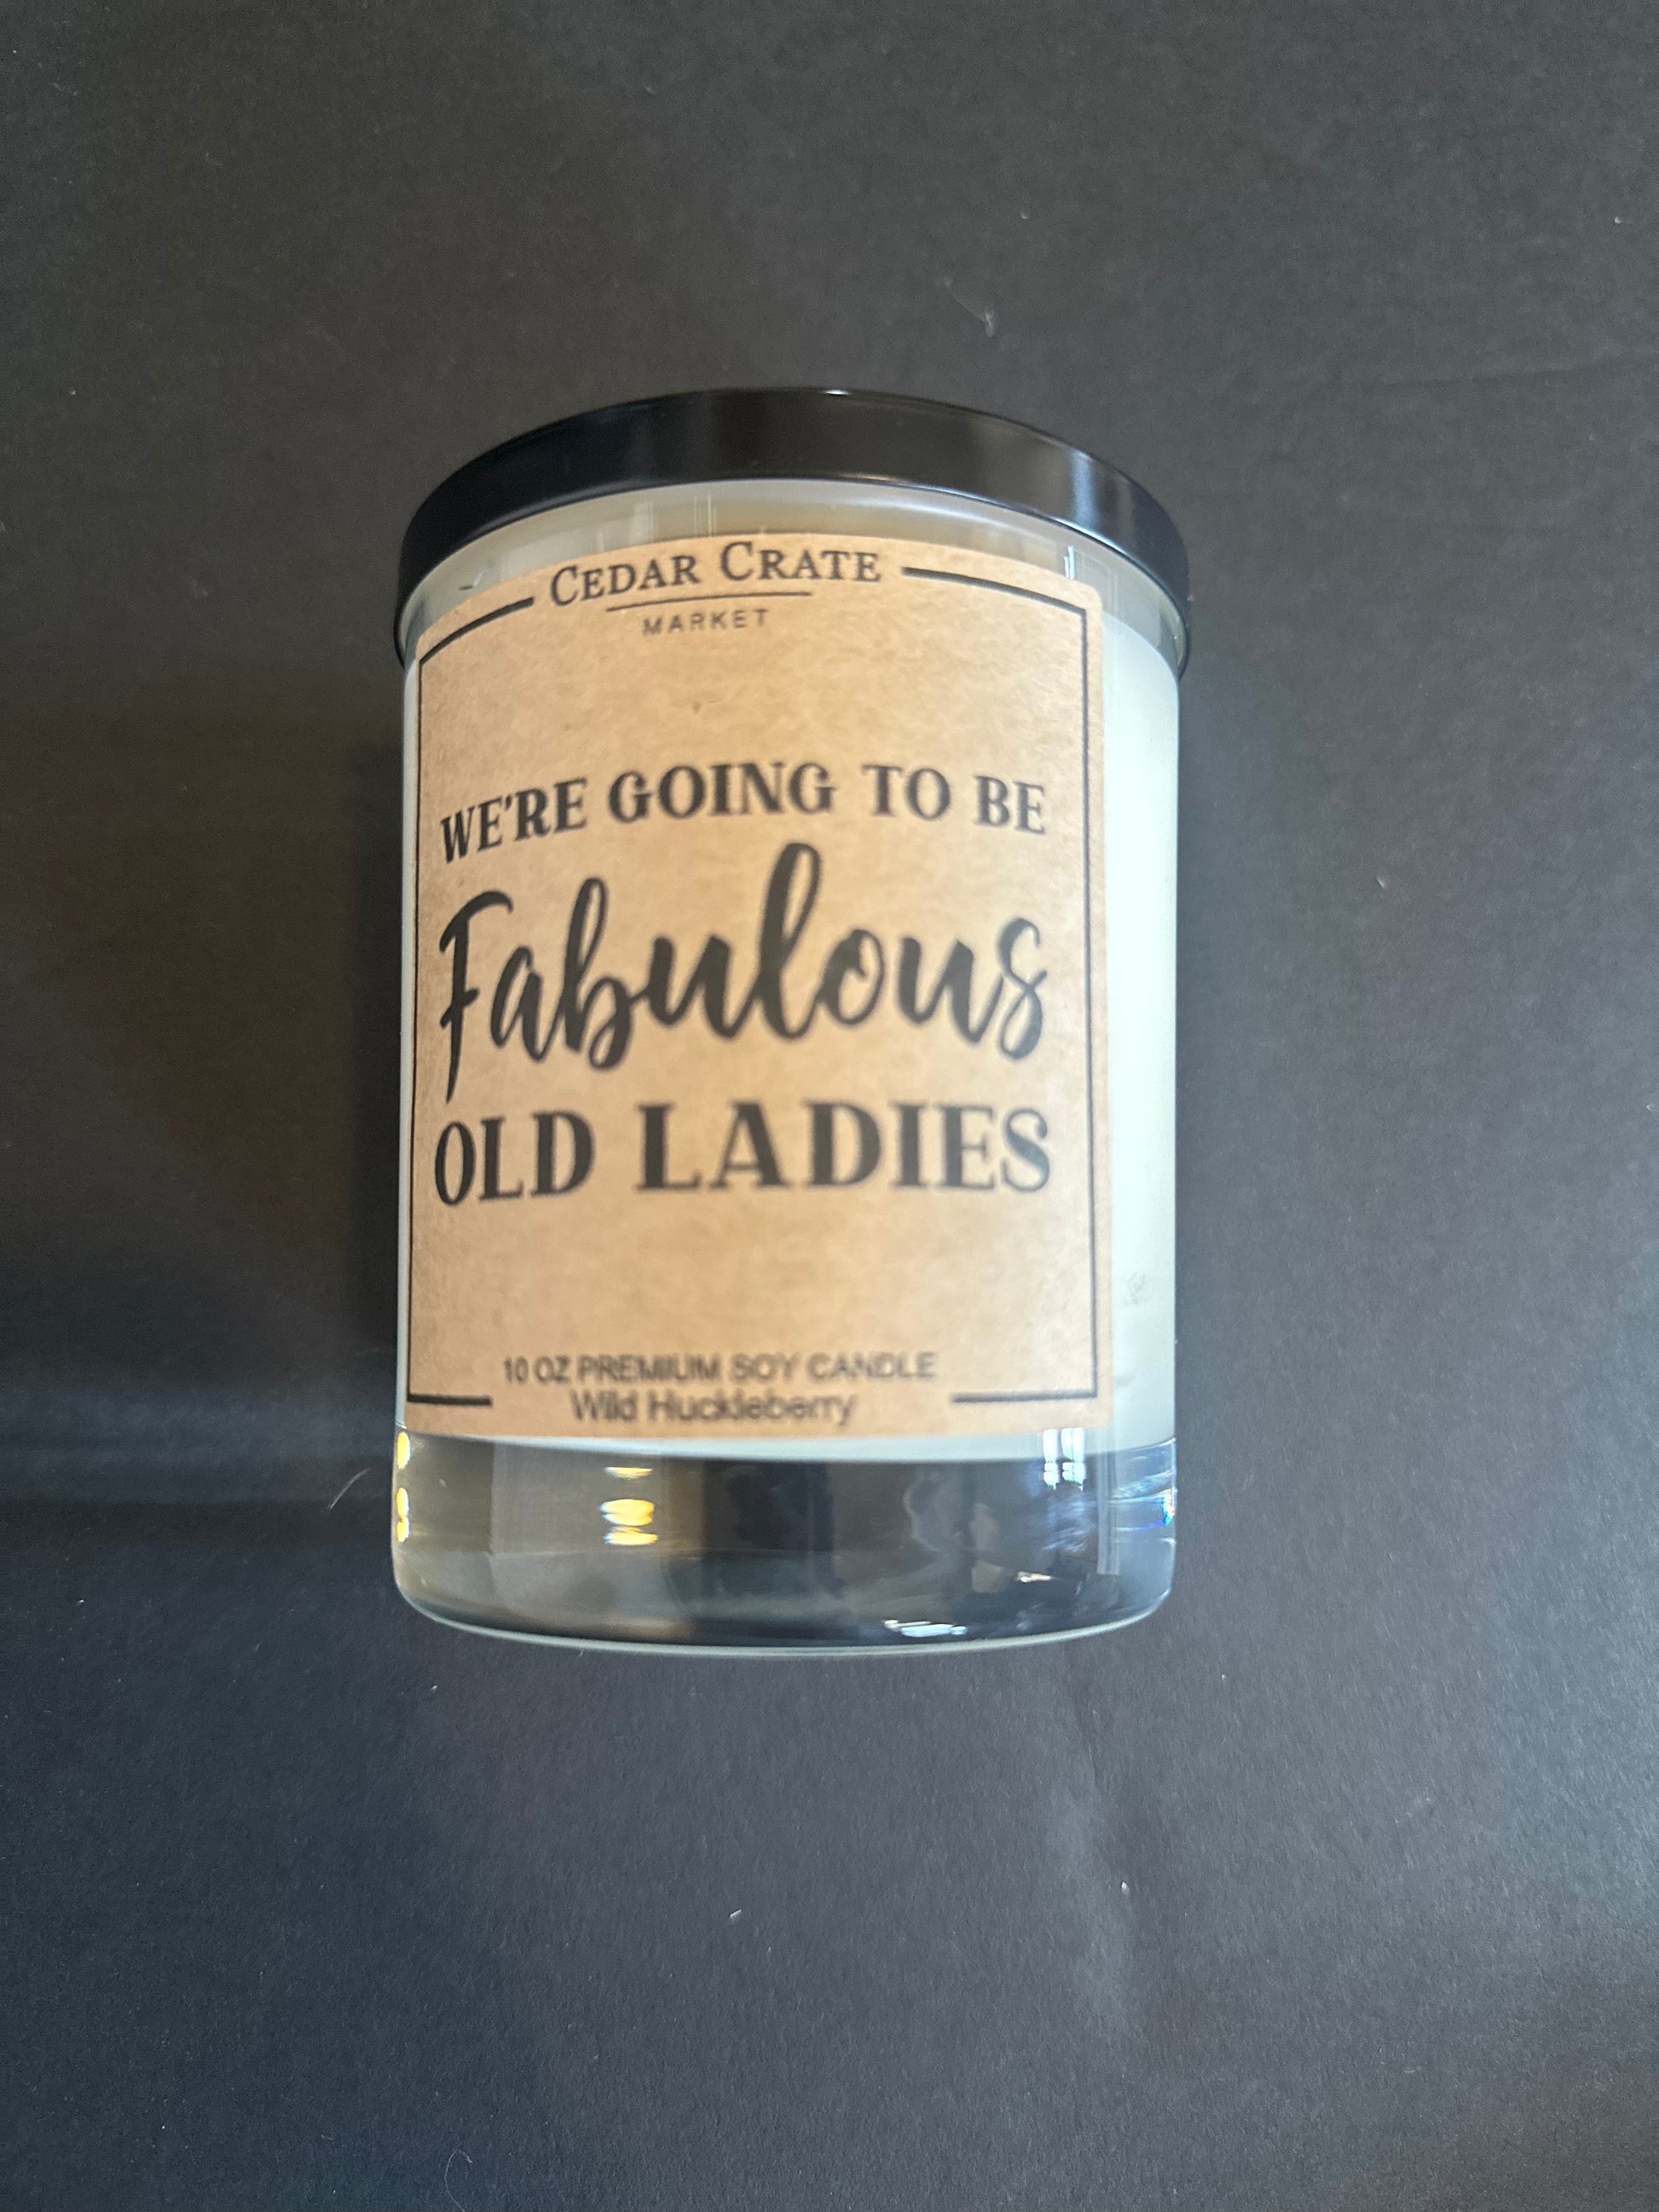 CEDAR CRATE
MARKET
WE'RE GOING TO BE
Fabulous
OLD LADIES
10 OZ PREMIUM SOY CANDLE
Wild Huckleberry